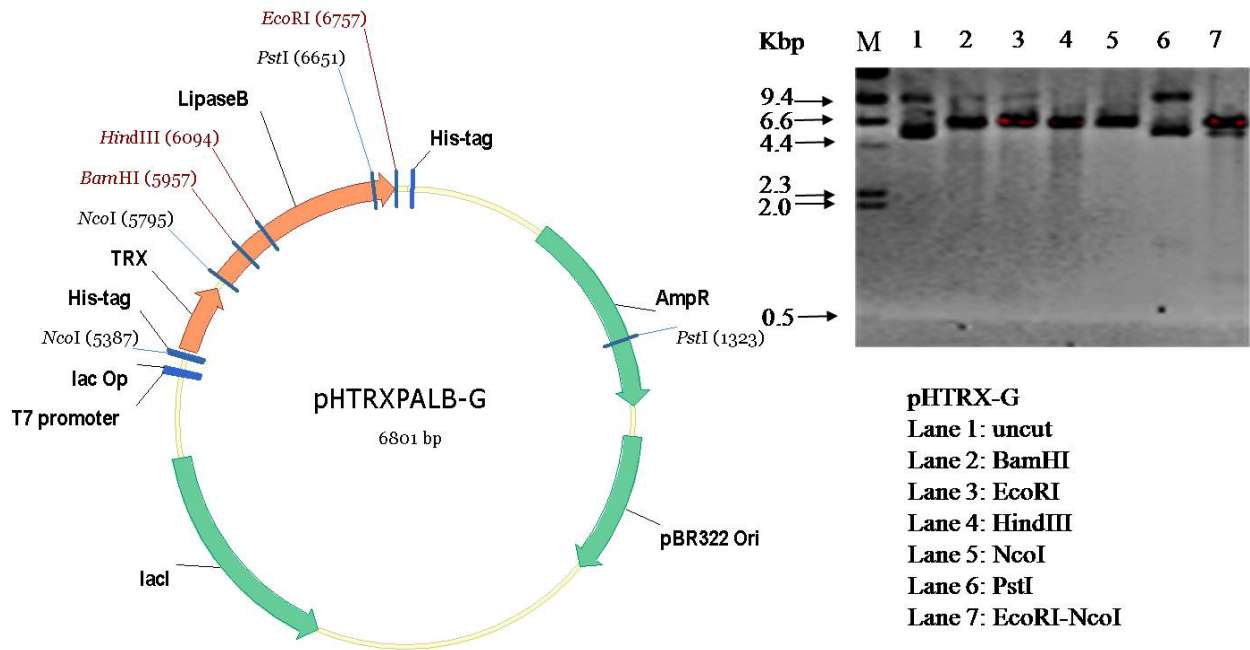 EcoRI (6757)
PstI (6651)
LipaseB
His-tag
HindIII (6094)
BamHI (5957)
NcoI (5795)
TRX
His-tag
NcoI (5387)
lac Op
T7 promoter
AmpR
PstI (1323)
pHTRXPALB-G
6801 bp
pBR322 Ori
lacI
Kbp M 1 2 3 4 5 6 7
9.4
6.6
4.4
2.3
2.0
0.5
pHTRX-G
Lane 1: uncut
Lane 2: BamHI
Lane 3: EcoRI
Lane 4: HindIII
Lane 5: NcoI
Lane 6: PstI
Lane 7: EcoRI-NcoI